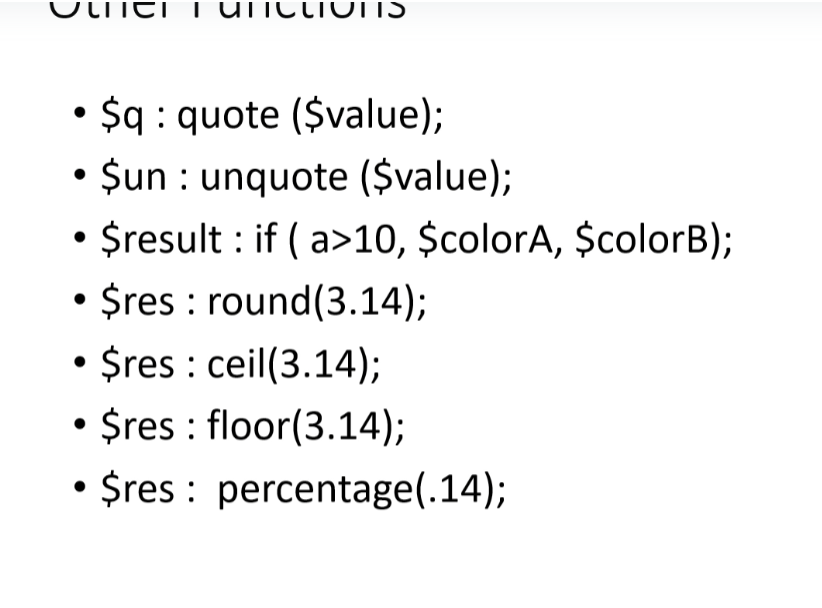 Other Functions
• $q : quote ($value);
• $un : unquote ($value);
• $result : if ( a>10, $colorA, $colorB);
• $res : round(3.14);
• $res : ceil(3.14);
• $res : floor(3.14);
• $res :  percentage(.14);